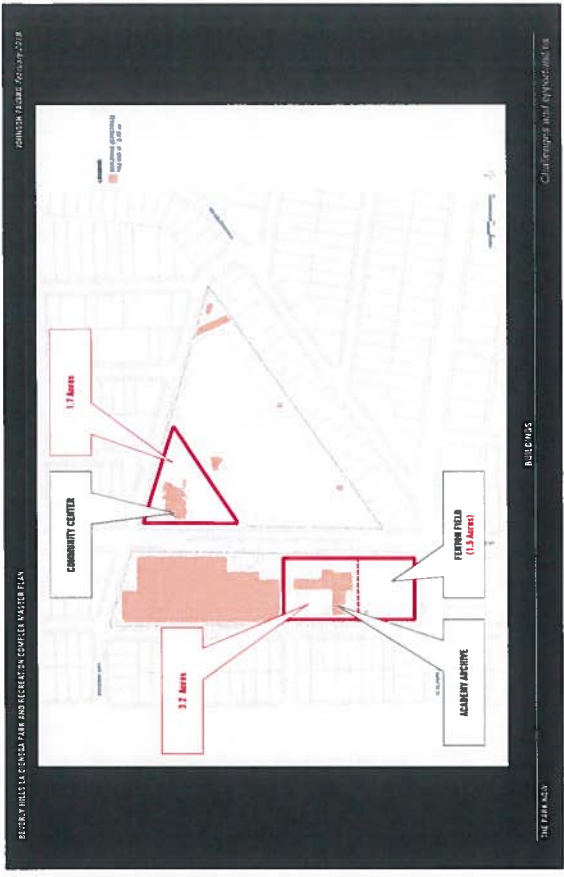 BEVERLY HILLS LA CIENEGA PARK AND RECREATION COMPLEX MASTER PLAN
JOHNSON FAVARO February 2018
1.7 Acres
COMMUNITY CENTER
3.2 Acres
FENTON FIELD
(1.5 Acres)
ACADEMY ARCHIVE
THE PARK NOW
BUILDINGS
Challenges and opportunities